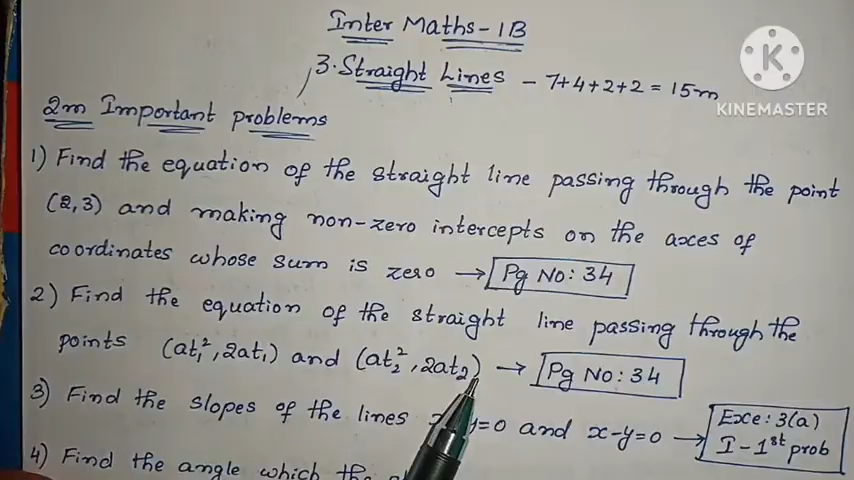 Inter Maths-1B
3. Straight Lines - 7+4+2+2 = 15m
KINEMASTER
2m Important problems
1) Find the equation of the straight line passing through the point
(2,3) and making non-zero intercepts on the axes of
coordinates whose sum is zero → Pg No: 34
2) Find the equation of the straight line passing through the
points (at₁², 2at₁) and (at₂², 2at₂) → Pg No: 34
3) Find the slopes of the lines y=0 and x-y=0 → Exe: 3(a)
I-1st prob
4) Find the angle which the